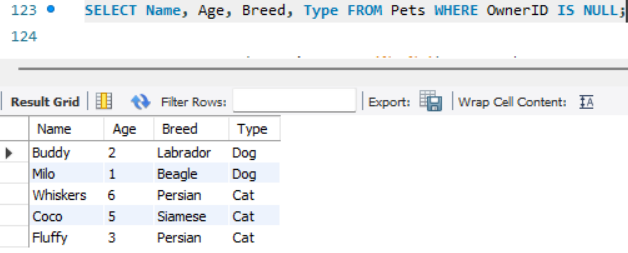 123 SELECT Name, Age, Breed, Type FROM Pets WHERE OwnerID IS NULL;
124
Result Grid Filter Rows: Export: Wrap Cell Content: IA
Name Age Breed Type
Buddy 2 Labrador Dog
Milo 1 Beagle Dog
Whiskers 6 Persian Cat
Coco 5 Siamese Cat
Fluffy 3 Persian Cat